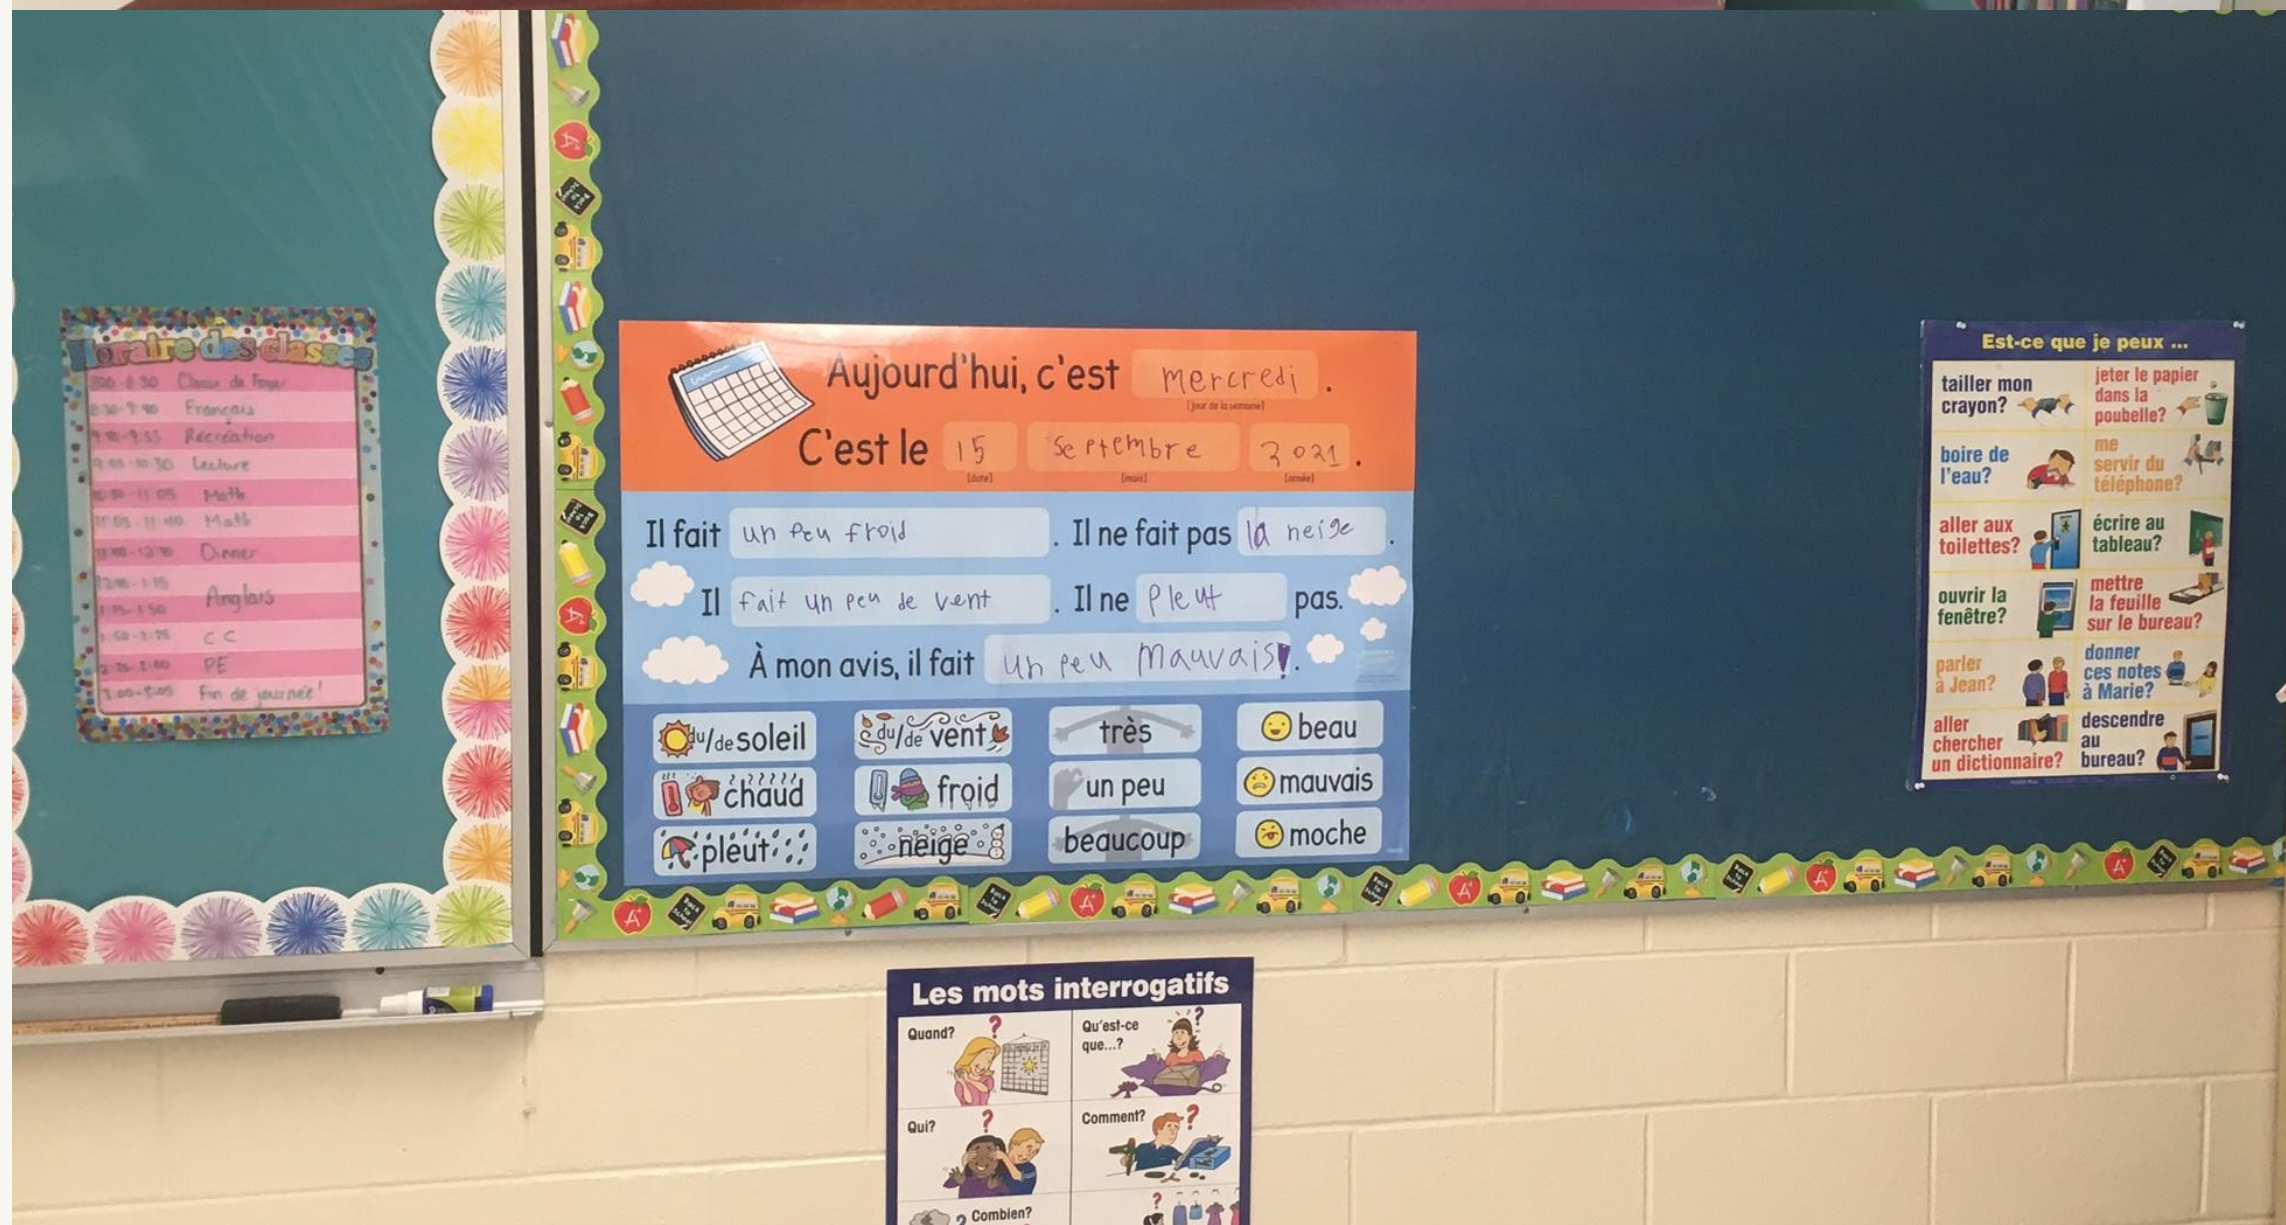 Horaire des classes
Français
Récréation
Lecture
Math
Math
Dinner
Anglais
CC
PE
Fin de journée!
Aujourd'hui, c'est mercredi.
[jour de la semaine]
C'est le 15 Septembre 2021.
[date] [mois] [année]
Il fait un peu froid. Il ne fait pas la neige.
Il fait un peu de vent. Il ne Pleut pas.
À mon avis, il fait un peu mauvais!.
du/de soleil du/de vent très beau
chaud froid un peu mauvais
pleut neige beaucoup moche
Est-ce que je peux ...
tailler mon
crayon?
jeter le papier
dans la
poubelle?
boire de
l'eau?
me
servir du
téléphone?
aller aux
toilettes?
écrire au
tableau?
ouvrir la
fenêtre?
mettre
la feuille
sur le bureau?
parler
à Jean?
donner
ces notes
à Marie?
aller
chercher
un dictionnaire?
descendre
au
bureau?
Les mots interrogatifs
Quand?
Qu'est-ce
que...?
Qui?
Comment?
Combien?